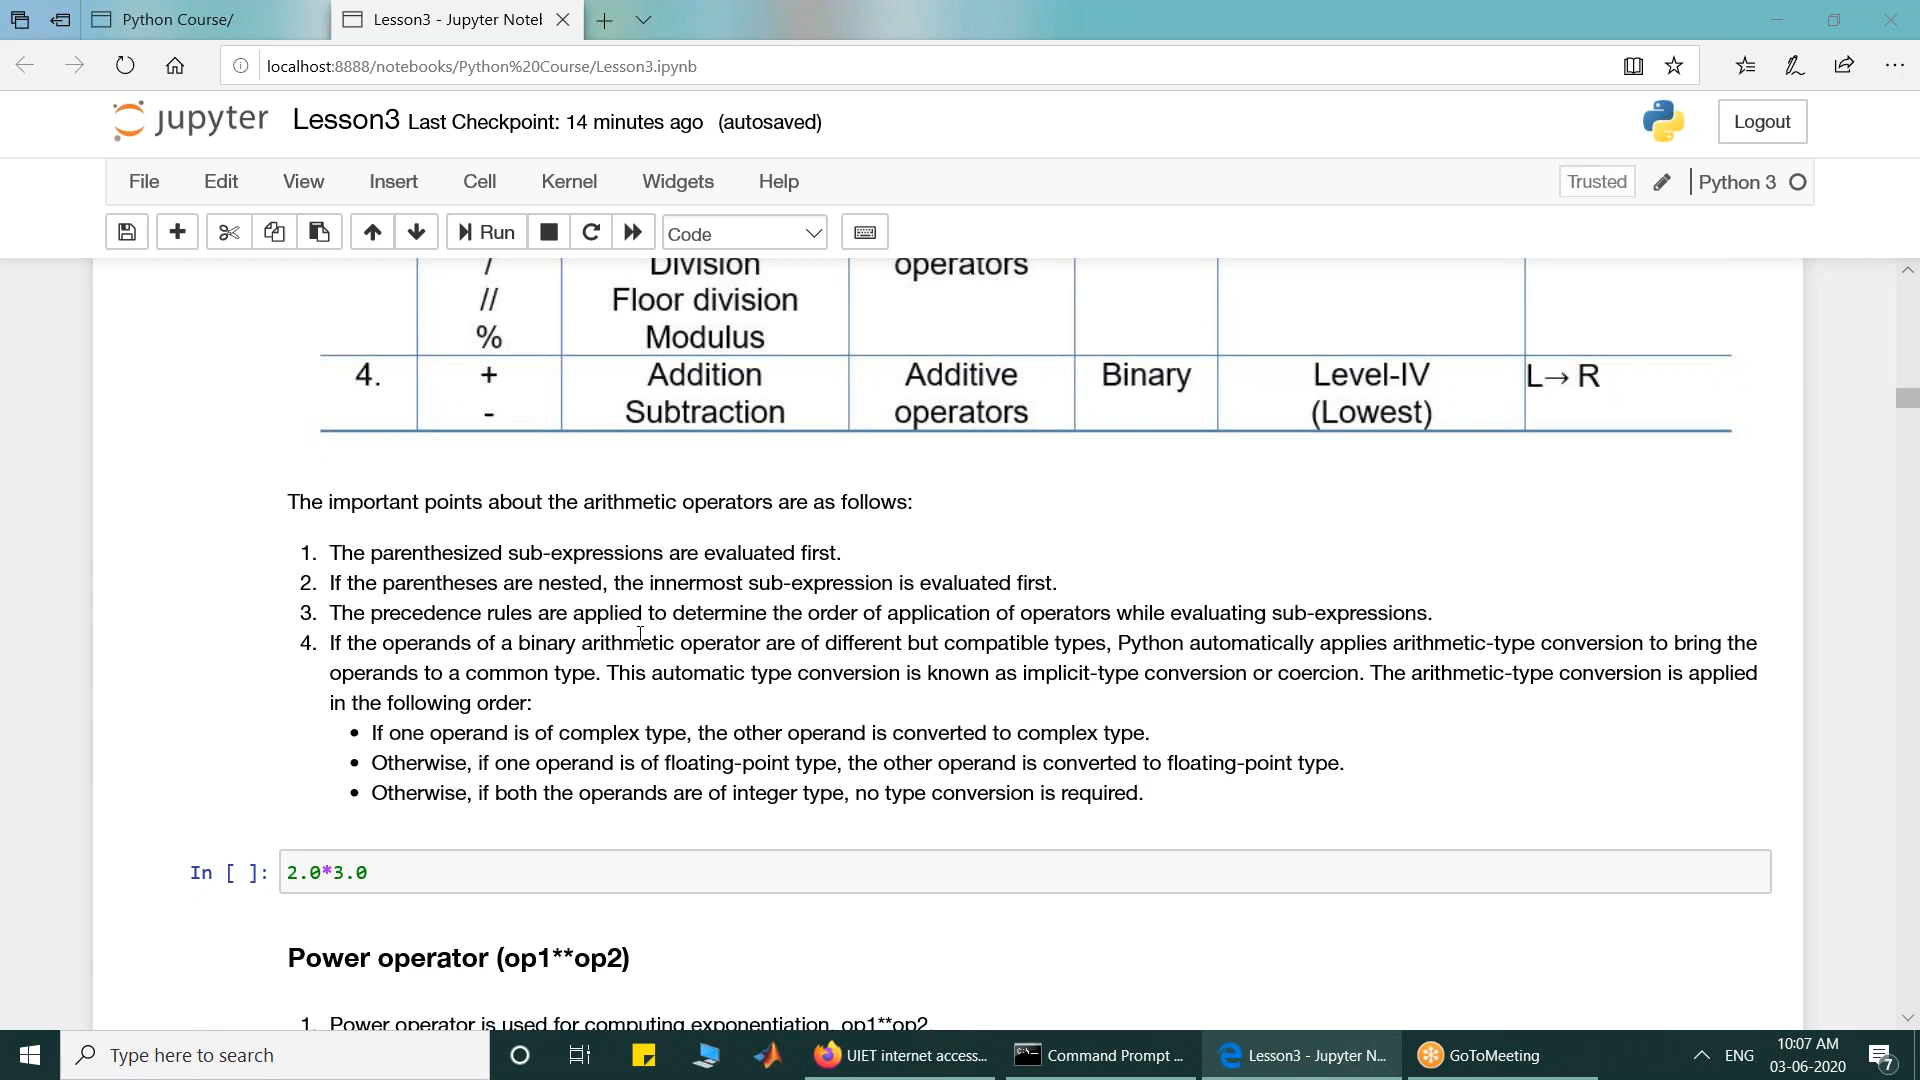 Python Course/
Lesson3 - Jupyter Notel
localhost:8888/notebooks/Python%20Course/Lesson3.ipynb
jupyter Lesson3 Last Checkpoint: 14 minutes ago (autosaved)
Logout
File Edit View Insert Cell Kernel Widgets Help
Trusted
Python 3
Run
Code
/ Division operators
// Floor division
% Modulus
4. + Addition Additive Binary Level-IV L→ R
- Subtraction operators (Lowest)
The important points about the arithmetic operators are as follows:
1. The parenthesized sub-expressions are evaluated first.
2. If the parentheses are nested, the innermost sub-expression is evaluated first.
3. The precedence rules are applied to determine the order of application of operators while evaluating sub-expressions.
4. If the operands of a binary arithmetic operator are of different but compatible types, Python automatically applies arithmetic-type conversion to bring the
operands to a common type. This automatic type conversion is known as implicit-type conversion or coercion. The arithmetic-type conversion is applied
in the following order:
• If one operand is of complex type, the other operand is converted to complex type.
• Otherwise, if one operand is of floating-point type, the other operand is converted to floating-point type.
• Otherwise, if both the operands are of integer type, no type conversion is required.
In [ ]: 2.0*3.0
Power operator (op1**op2)
1. Power operator is used for computing exponentiation, op1**op2.
Type here to search
UIET internet access...
Command Prompt ...
Lesson3 - Jupyter N...
GoToMeeting
ENG
10:07 AM
03-06-2020
7